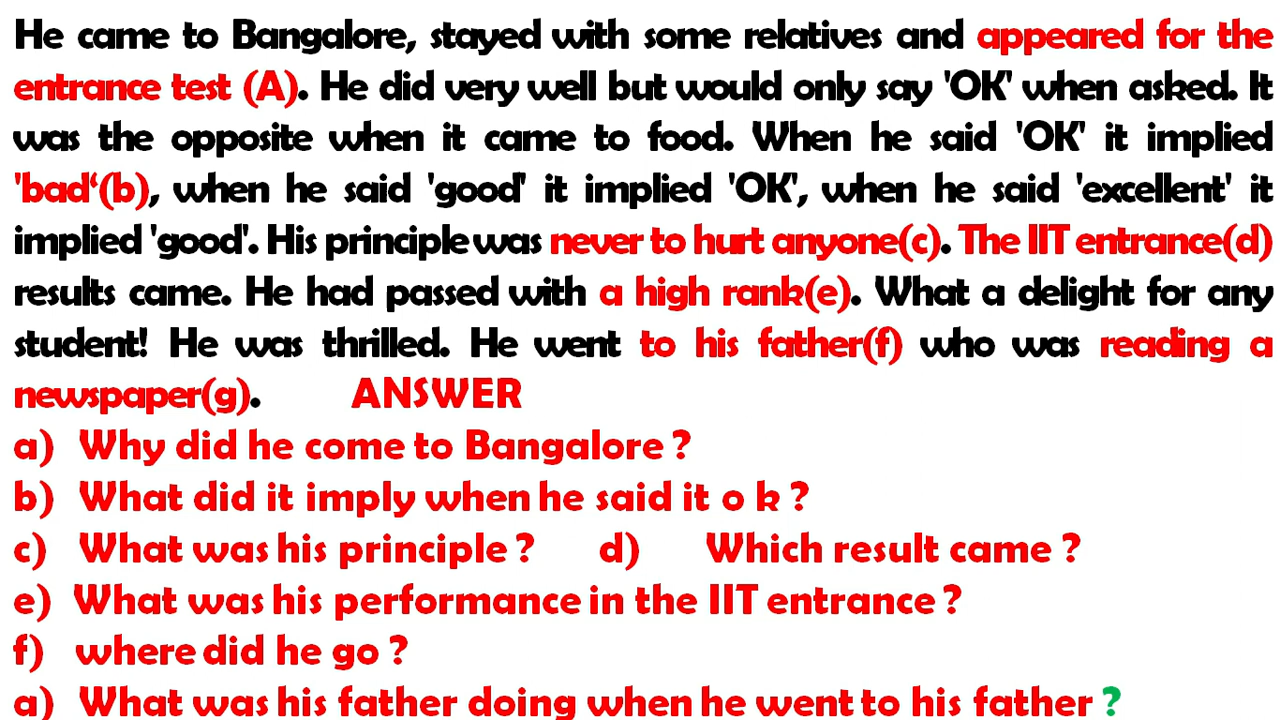 He came to Bangalore, stayed with some relatives and appeared for the
entrance test (A). He did very well but would only say 'OK' when asked. It
was the opposite when it came to food. When he said 'OK' it implied
'bad‘(b), when he said 'good' it implied 'OK', when he said 'excellent' it
implied 'good'. His principle was never to hurt anyone(c). The IIT entrance(d)
results came. He had passed with a high rank(e). What a delight for any
student! He was thrilled. He went to his father(f) who was reading a
newspaper(g). ANSWER
a) Why did he come to Bangalore ?
b) What did it imply when he said it o k ?
c) What was his principle ? d) Which result came ?
e) What was his performance in the IIT entrance ?
f) where did he go ?
g) What was his father doing when he went to his father ?